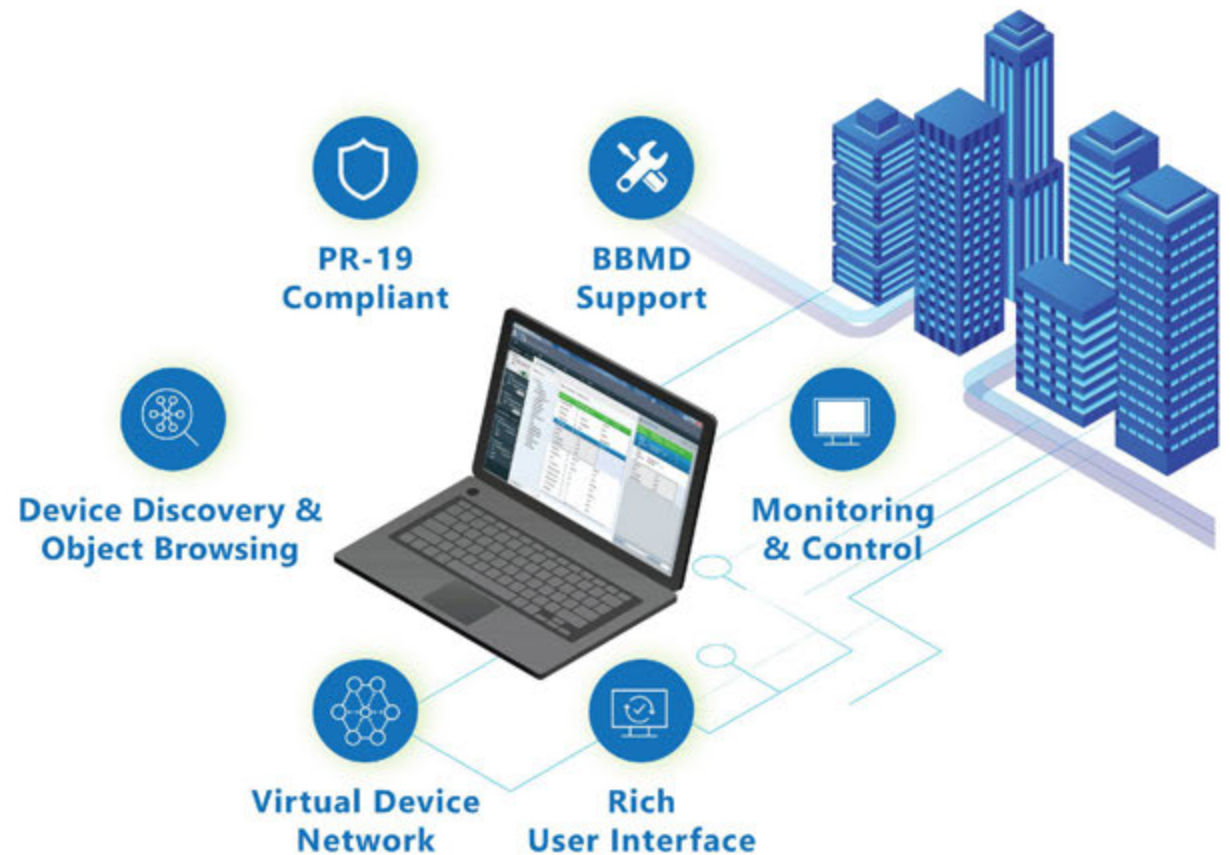 PR-19
Compliant
BBMD
Support
Device Discovery &
Object Browsing
Monitoring
& Control
Virtual Device
Network
Rich
User Interface